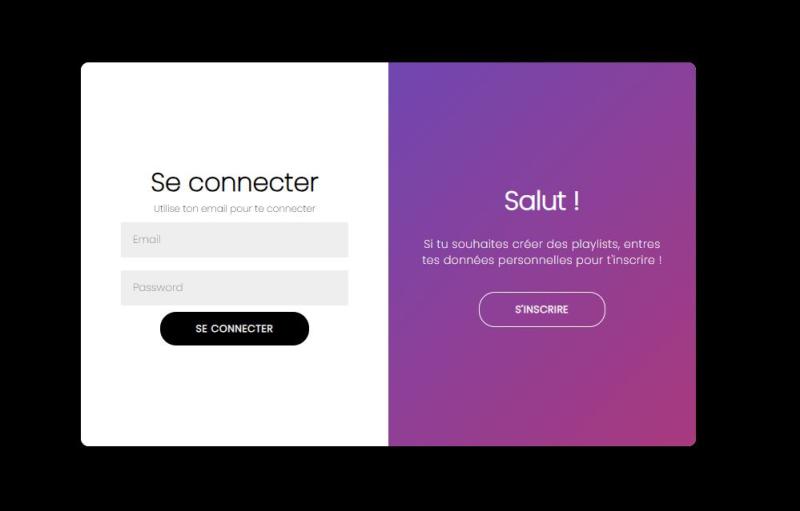 Se connecter
Utilise ton email pour te connecter
Email
Password
SE CONNECTER
Salut !
Si tu souhaites créer des playlists, entres
tes données personnelles pour t'inscrire !
S'INSCRIRE